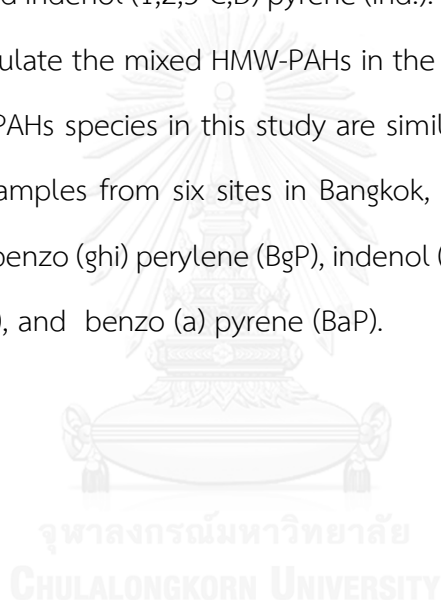 d indenol (1,2,3-C,D) pyrene (Ind.).
ulate the mixed HMW-PAHs in the
PAHs species in this study are simil
amples from six sites in Bangkok,
benzo (ghi) perylene (BgP), indenol (
), and benzo (a) pyrene (BaP).
จุฬาลงกรณ์มหาวิทยาลัย
CHULALONGKORN UNIVERSITY